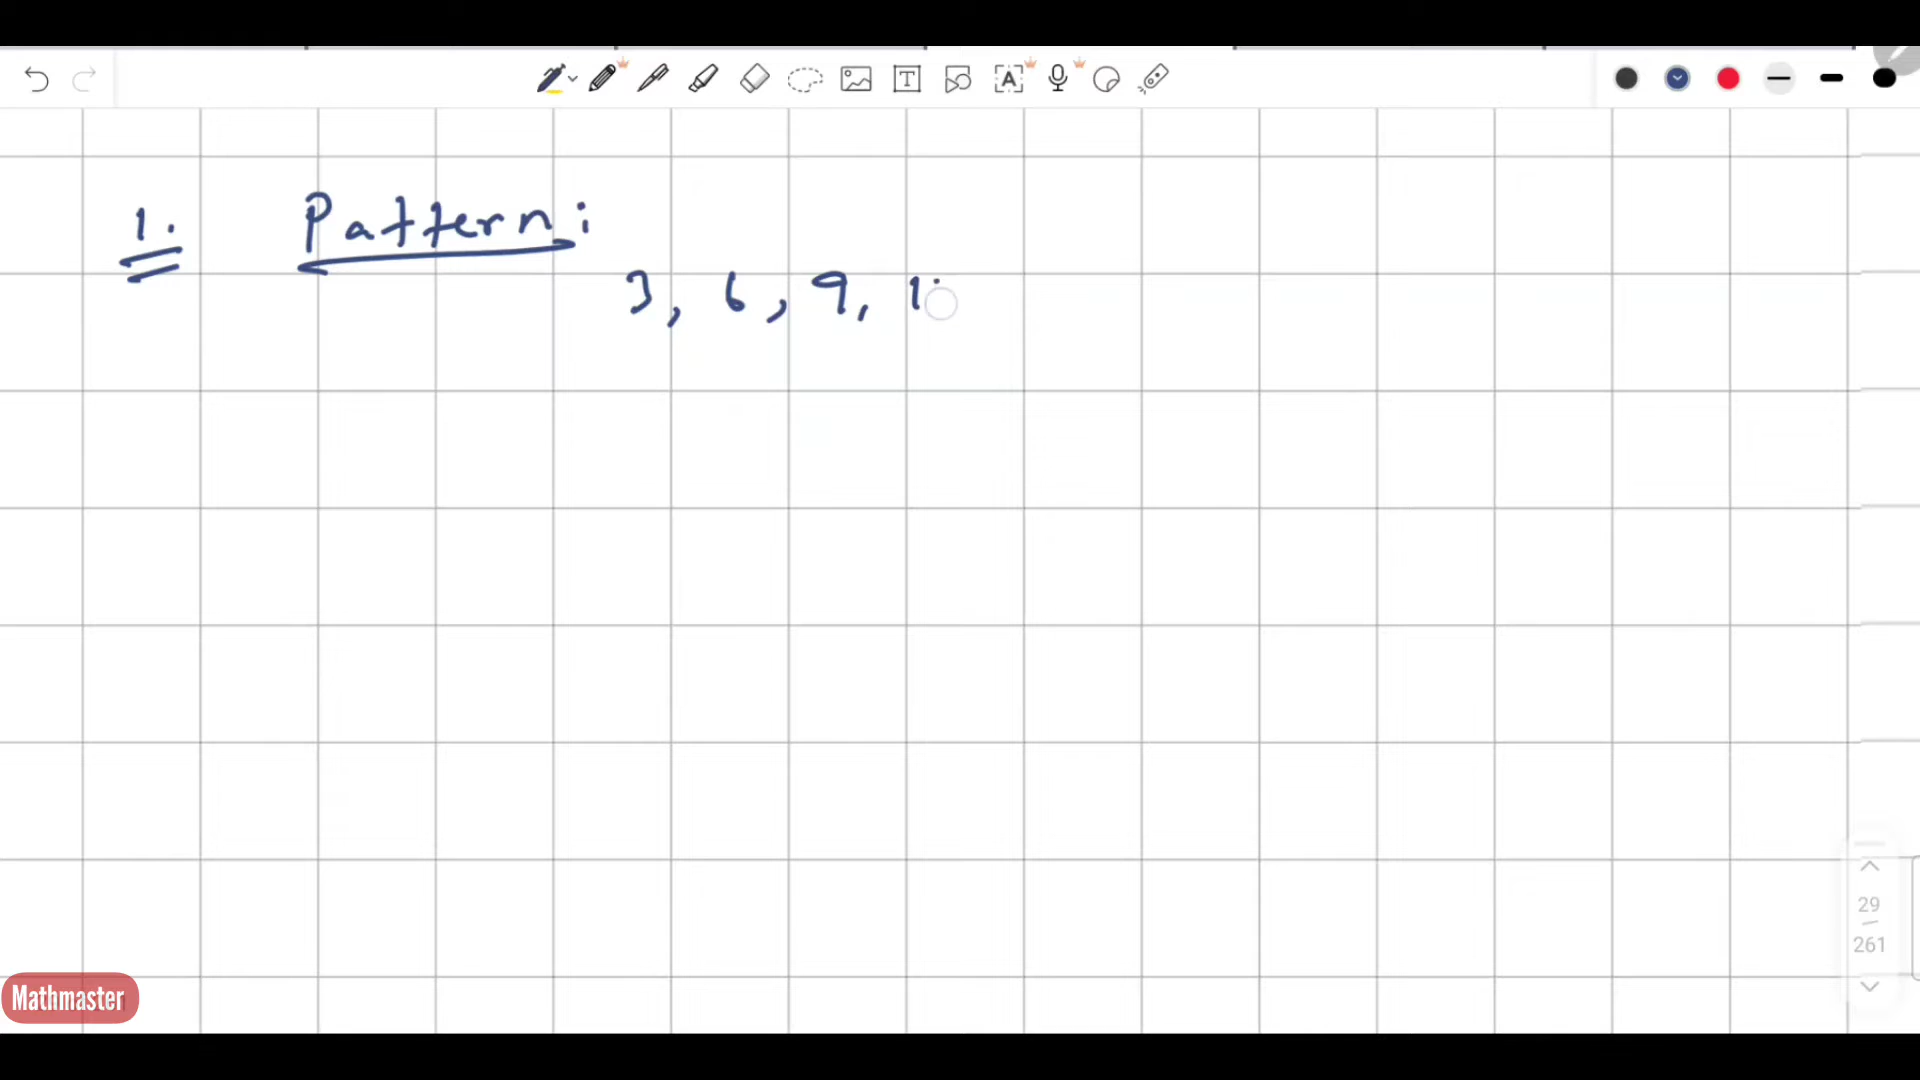 1. Pattern:
3, 6, 9, 1
29
261
Mathmaster